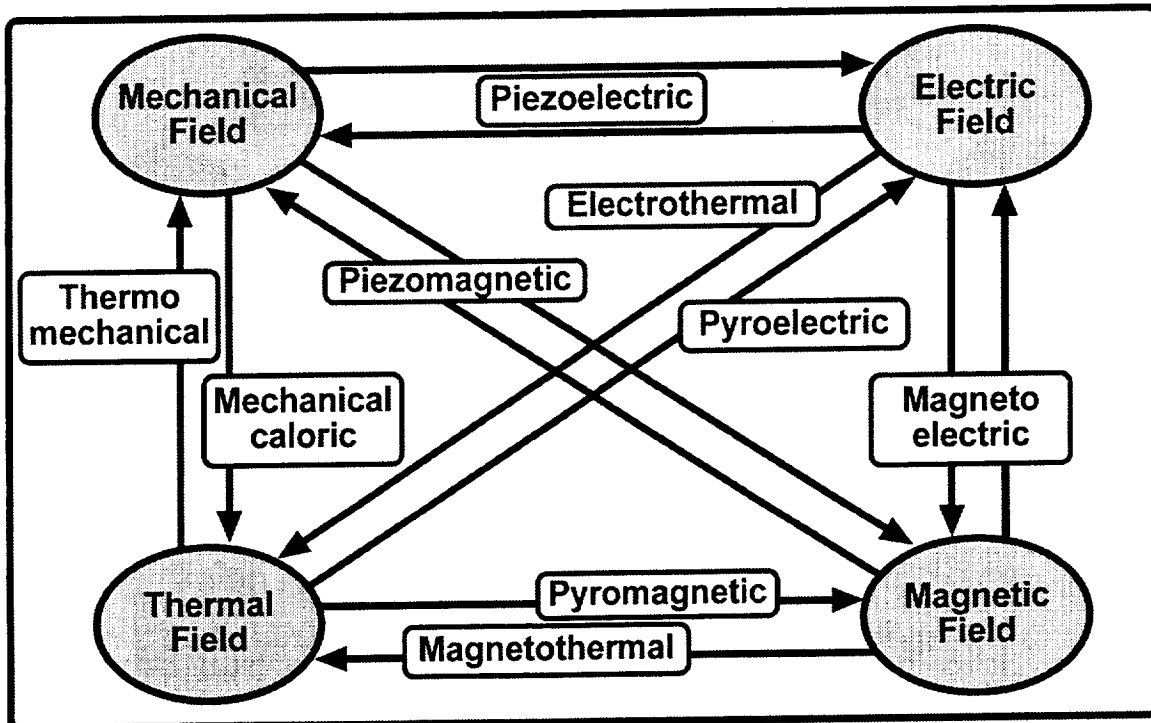 Mechanical
Field
Piezoelectric
Electric
Field
Electrothermal
Piezomagnetic
Thermo
mechanical
Pyroelectric
Mechanical
caloric
Magneto
electric
Thermal
Field
Pyromagnetic
Magnetothermal
Magnetic
Field